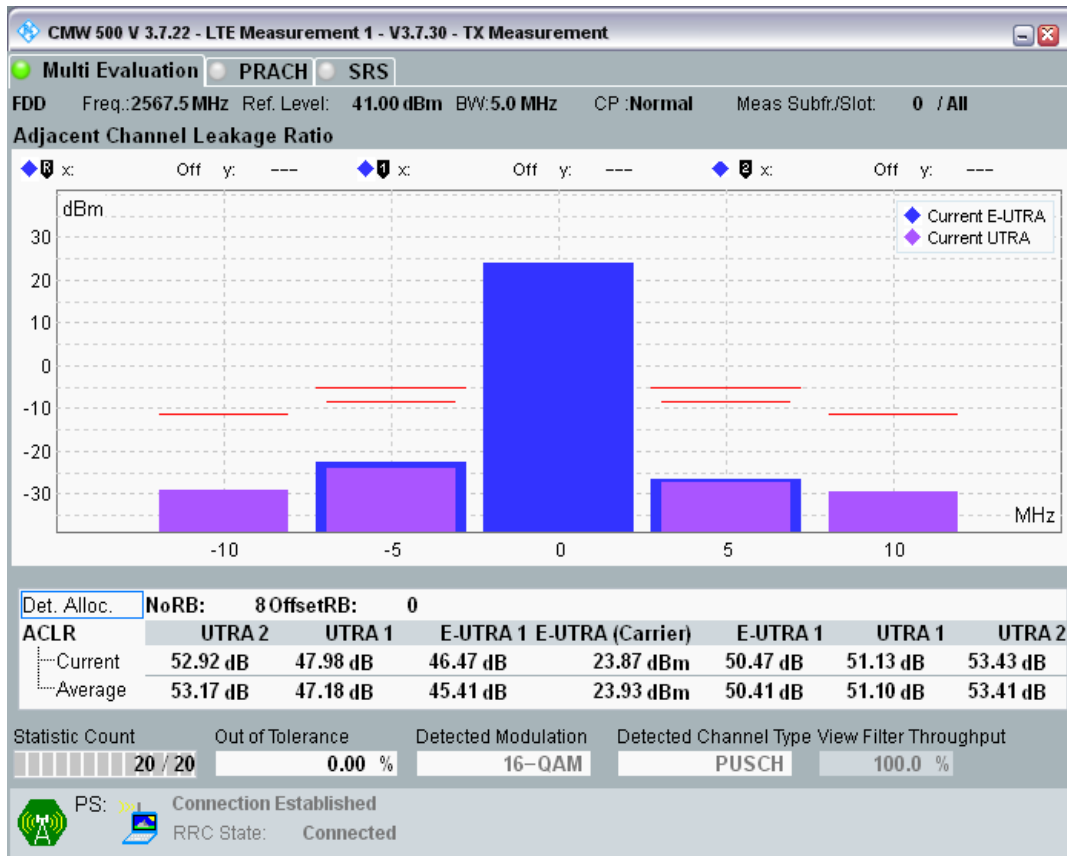 CMW 500 V 3.7.22 - LTE Measurement 1 - V3.7.30 - TX Measurement
Multi Evaluation PRACH SRS
FDD Freq.:2567.5 MHz Ref. Level: 41.00 dBm BW:5.0 MHz CP :Normal Meas Subfr./Slot: 0 / All
Adjacent Channel Leakage Ratio
R x: Off y: --- 1 x: Off y: --- 2 x: Off y: ---
dBm
Current E-UTRA
Current UTRA
30
20
10
0
-10
-20
-30
MHz
-10 -5 0 5 10
Det. Alloc. NoRB: 8 OffsetRB: 0
ACLR UTRA 2 UTRA 1 E-UTRA 1 E-UTRA (Carrier) E-UTRA 1 UTRA 1 UTRA 2
Current 52.92 dB 47.98 dB 46.47 dB 23.87 dBm 50.47 dB 51.13 dB 53.43 dB
Average 53.17 dB 47.18 dB 45.41 dB 23.93 dBm 50.41 dB 51.10 dB 53.41 dB
Statistic Count Out of Tolerance Detected Modulation Detected Channel Type View Filter Throughput
20 / 20 0.00 % 16-QAM PUSCH 100.0 %
PS: Connection Established
RRC State: Connected